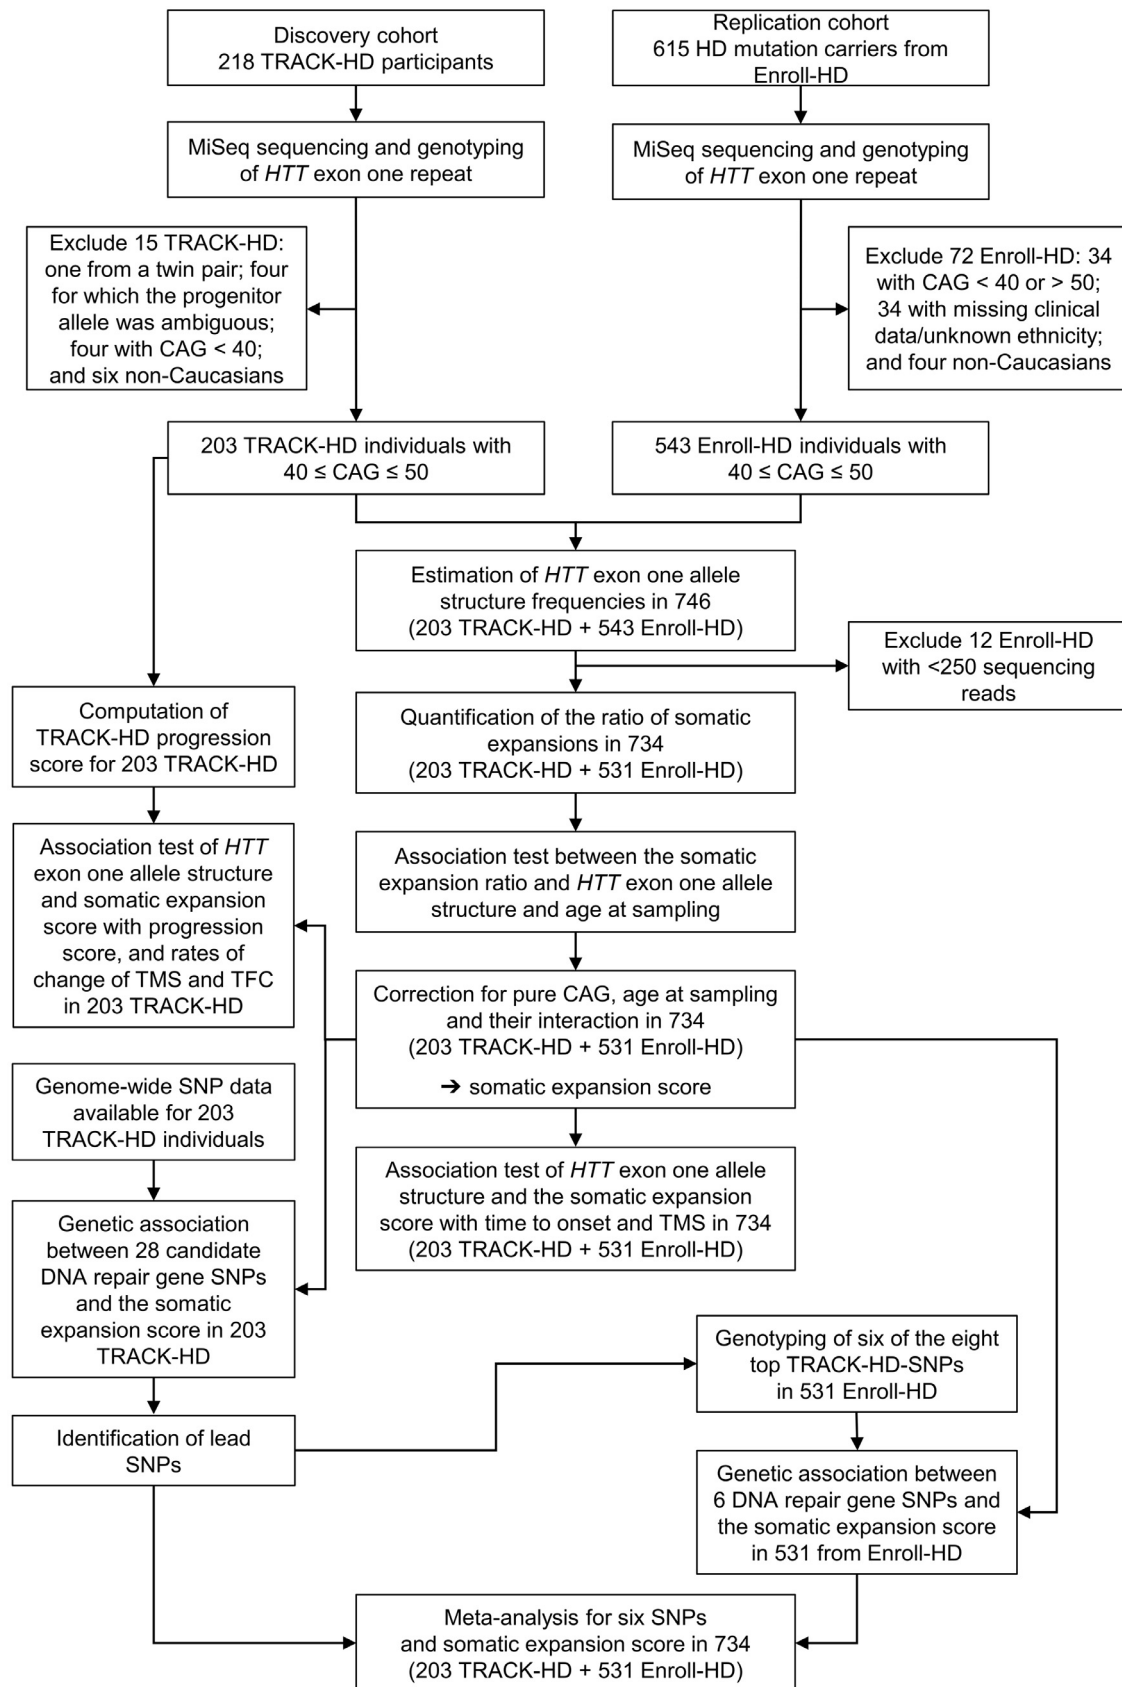 Discovery cohort
218 TRACK-HD participants
Replication cohort
615 HD mutation carriers from
Enroll-HD
MiSeq sequencing and genotyping
of HTT exon one repeat
MiSeq sequencing and genotyping
of HTT exon one repeat
Exclude 15 TRACK-HD:
one from a twin pair; four
for which the progenitor
allele was ambiguous;
four with CAG < 40;
and six non-Caucasians
Exclude 72 Enroll-HD: 34
with CAG < 40 or > 50;
34 with missing clinical
data/unknown ethnicity;
and four non-Caucasians
203 TRACK-HD individuals with
40 ≤ CAG ≤ 50
543 Enroll-HD individuals with
40 ≤ CAG ≤ 50
Estimation of HTT exon one allele
structure frequencies in 746
(203 TRACK-HD + 543 Enroll-HD)
Exclude 12 Enroll-HD
with <250 sequencing
reads
Computation of
TRACK-HD progression
score for 203 TRACK-HD
Quantification of the ratio of somatic
expansions in 734
(203 TRACK-HD + 531 Enroll-HD)
Association test of HTT
exon one allele structure
and somatic expansion
score with progression
score, and rates of
change of TMS and TFC
in 203 TRACK-HD
Association test between the somatic
expansion ratio and HTT exon one allele
structure and age at sampling
Correction for pure CAG, age at sampling
and their interaction in 734
(203 TRACK-HD + 531 Enroll-HD)
➔ somatic expansion score
Genome-wide SNP data
available for 203
TRACK-HD individuals
Association test of HTT exon one allele
structure and the somatic expansion
score with time to onset and TMS in 734
(203 TRACK-HD + 531 Enroll-HD)
Genetic association
between 28 candidate
DNA repair gene SNPs
and the somatic
expansion score in 203
TRACK-HD
Genotyping of six of the eight
top TRACK-HD-SNPs
in 531 Enroll-HD
Identification of lead
SNPs
Genetic association between
6 DNA repair gene SNPs and
the somatic expansion score
in 531 from Enroll-HD
Meta-analysis for six SNPs
and somatic expansion score in 734
(203 TRACK-HD + 531 Enroll-HD)